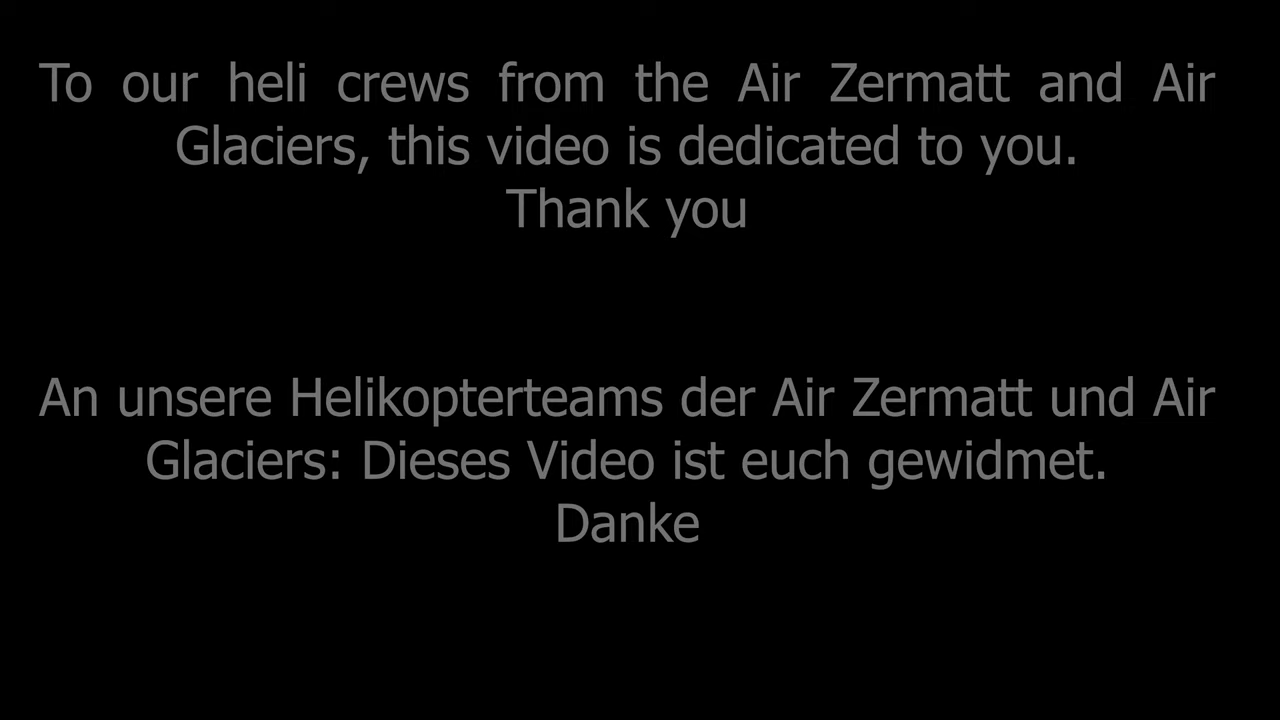 To our heli crews from the Air Zermatt and Air
Glaciers, this video is dedicated to you.
Thank you
An unsere Helikopterteams der Air Zermatt und Air
Glaciers: Dieses Video ist euch gewidmet.
Danke